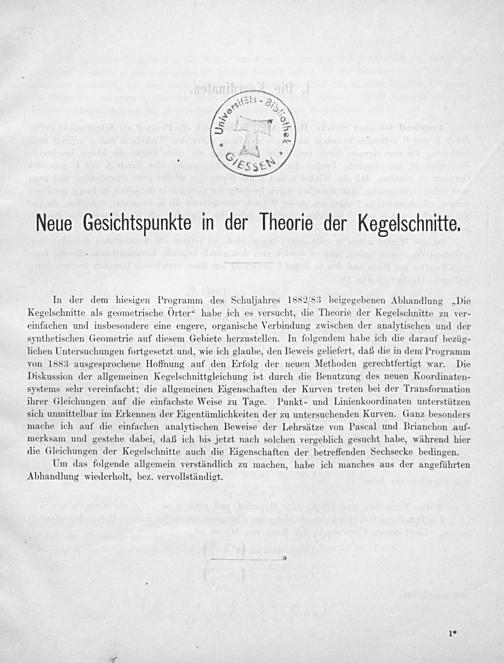 Universitäts-Bibliothek
GIESSEN
Neue Gesichtspunkte in der Theorie der Kegelschnitte.
In der dem hiesigen Programm des Schuljahres 1882/83 beigegebenen Abhandlung „Die
Kegelschnitte als geometrische Örter“ habe ich es versucht, die Theorie der Kegelschnitte zu ver-
einfachen und insbesondere eine engere, organische Verbindung zwischen der analytischen und der
synthetischen Geometrie auf diesem Gebiete herzustellen. In folgendem habe ich die darauf bezüg-
lichen Untersuchungen fortgesetzt und, wie ich glaube, den Beweis geliefert, daß die in dem Programm
von 1883 ausgesprochene Hoffnung auf den Erfolg der neuen Methoden gerechtfertigt war. Die
Diskussion der allgemeinen Kegelschnittgleichung ist durch die Benutzung des neuen Koordinaten-
systems sehr vereinfacht; die einfachsten Eigenschaften der Kurven treten bei der Transformation
ihrer Gleichungen auf die einfachste Weise zu Tage. Punkt- und Linienkoordinaten unterstützen
sich unmittelbar im Erkennen der Eigentümlichkeiten der zu untersuchenden Kurven. Ganz besonders
mache ich auf die einfachen analytischen Beweise der Lehrsätze von Pascal und Brianchon auf-
merksam und gestehe dabei, daß ich bis jetzt nach solchen vergeblich gesucht habe, während hier
die Gleichungen der Kegelschnitte auch die Eigenschaften der betreffenden Sechsecke bedingen.
Um das folgende allgemein verständlich zu machen, habe ich manches aus der angeführten
Abhandlung wiederholt, bez. vervollständigt.
1*